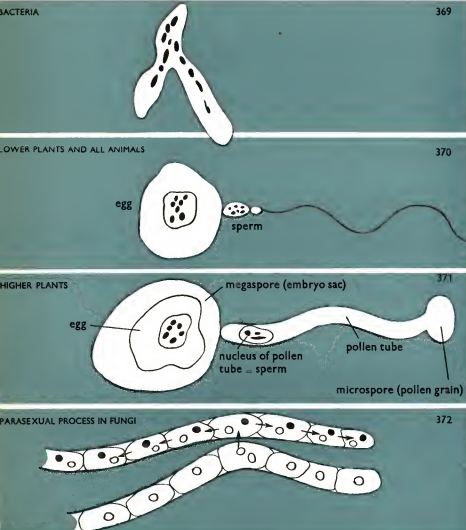 BACTERIA
369
LOWER PLANTS AND ALL ANIMALS
370
egg
sperm
HIGHER PLANTS
371
megaspore (embryo sac)
egg
nucleus of pollen
tube = sperm
pollen tube
microspore (pollen grain)
PARASEXUAL PROCESS IN FUNGI
372